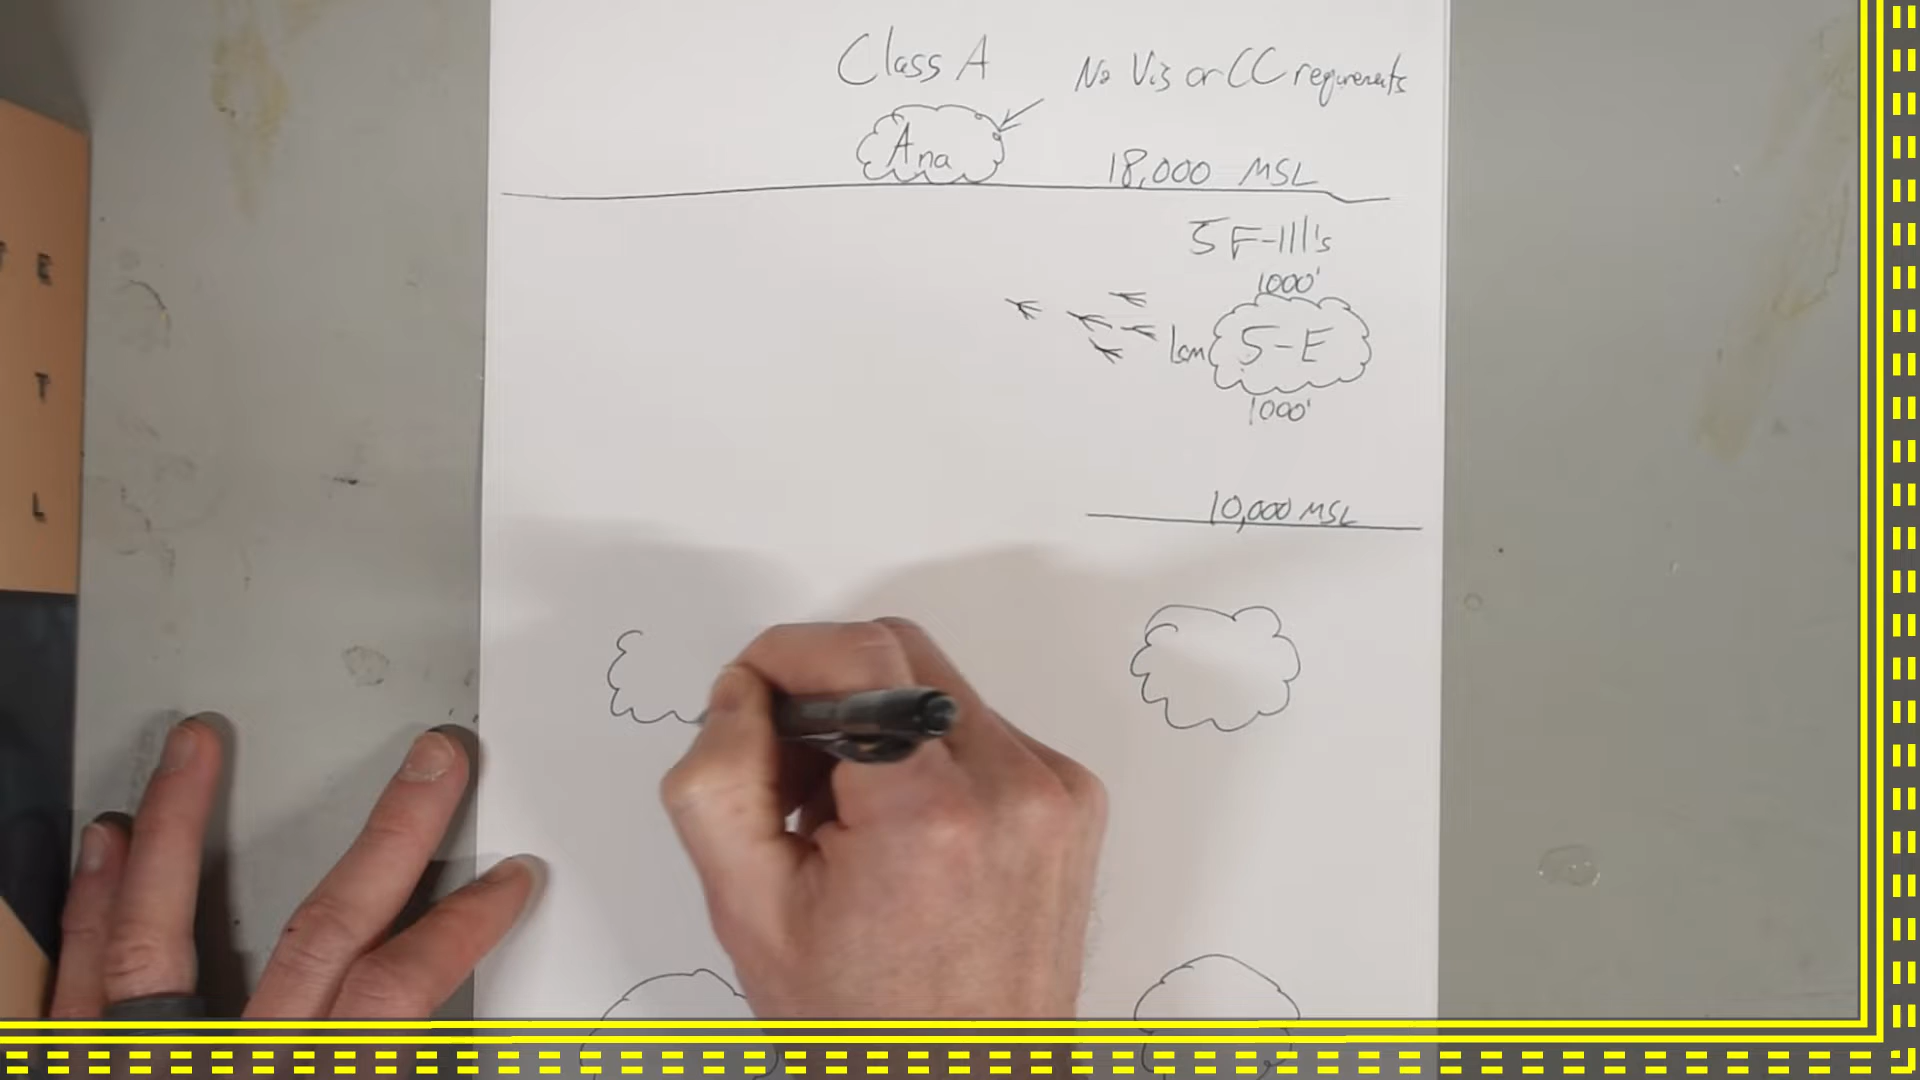 Class A
No Vis or CC requirements
Ana
18,000 MSL
5 F-111's
1000'
1sm
5-E
1000'
10,000 MSL
E
T
L